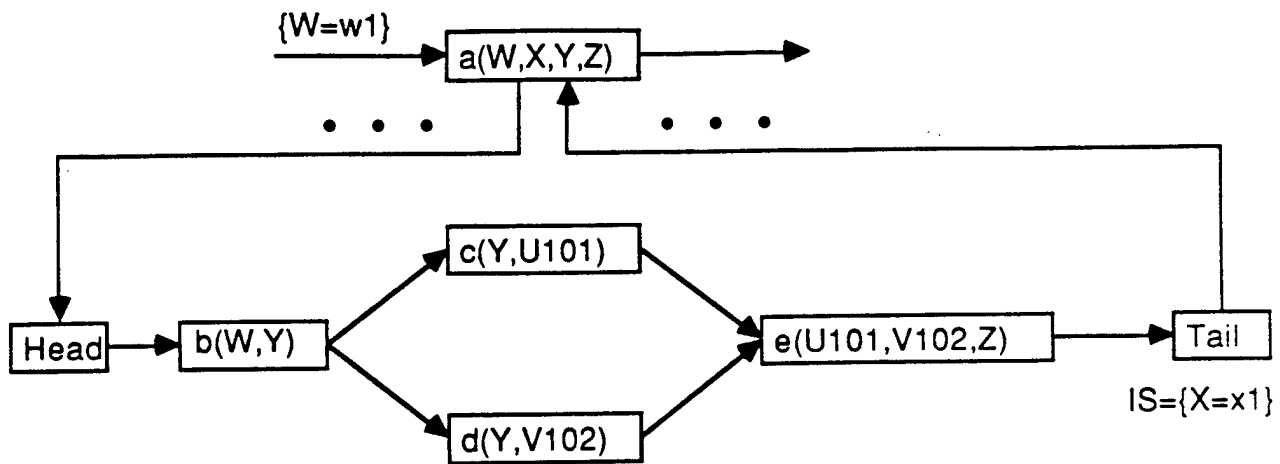 {W=w1}
a(W,X,Y,Z)
c(Y,U101)
Head
b(W,Y)
e(U101,V102,Z)
Tail
IS={X=x1}
d(Y,V102)